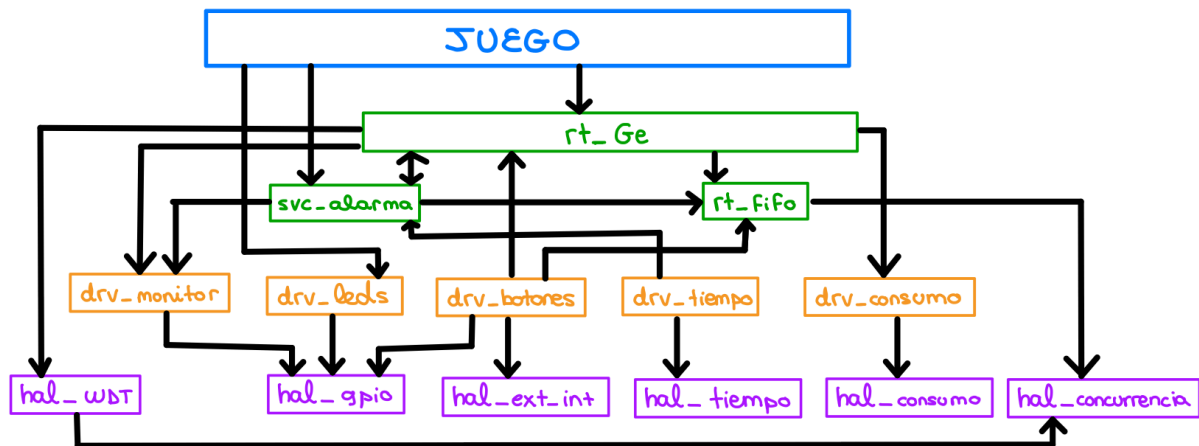 JUEGO
rt_Ge
svc_alarma
rt_fifo
drv_monitor
drv_leds
drv_botones
drv_tiempo
drv_consumo
hal_WDT
hal_gpio
hal_ext_int
hal_tiempo
hal_consumo
hal_concurrencia